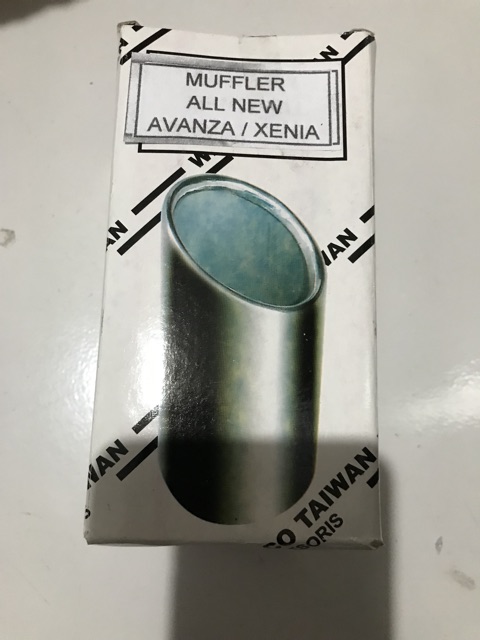 MUFFLER
ALL NEW
AVANZA / XENIA
TAIWAN